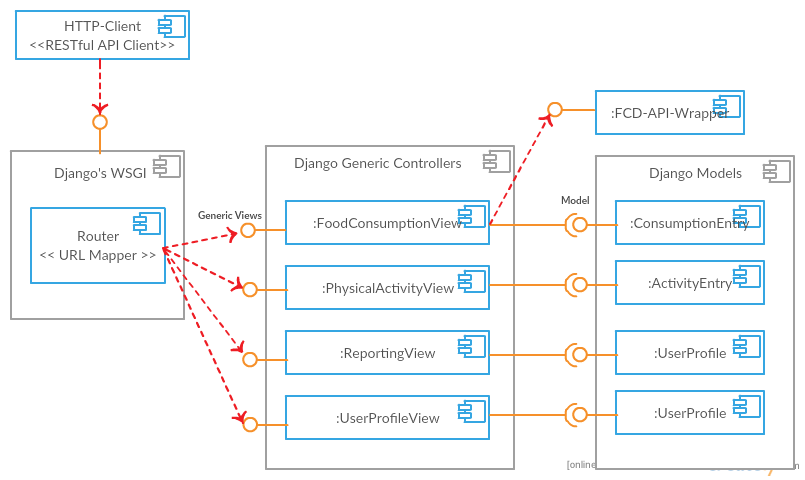 HTTP-Client
<<RESTful API Client>>
:FCD-API-Wrapper
Django's WSGI
Router
<< URL Mapper >>
Generic Views
Django Generic Controllers
:FoodConsumptionView
:PhysicalActivityView
:ReportingView
:UserProfileView
Model
Django Models
:ConsumptionEntry
:ActivityEntry
:UserProfile
:UserProfile
[online